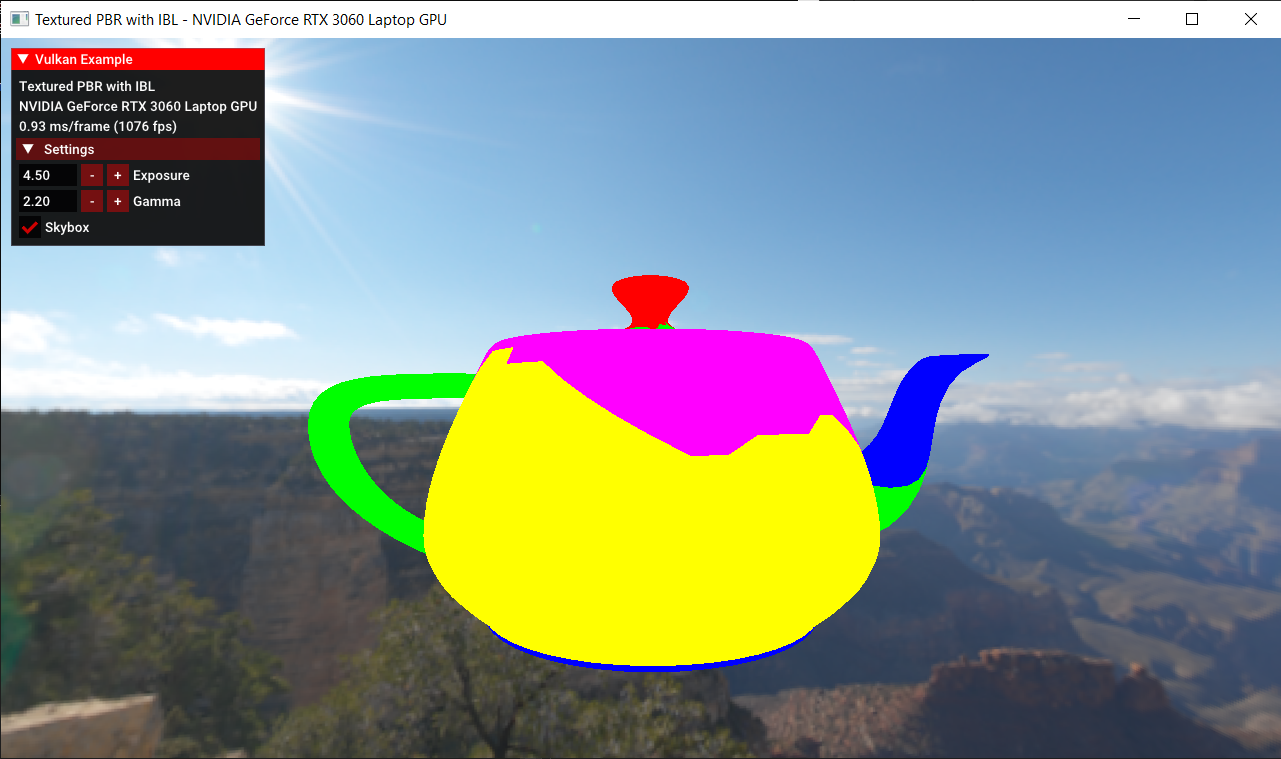 Textured PBR with IBL - NVIDIA GeForce RTX 3060 Laptop GPU
Vulkan Example
Textured PBR with IBL
NVIDIA GeForce RTX 3060 Laptop GPU
0.93 ms/frame (1076 fps)
Settings
4.50 - + Exposure
2.20 - + Gamma
Skybox